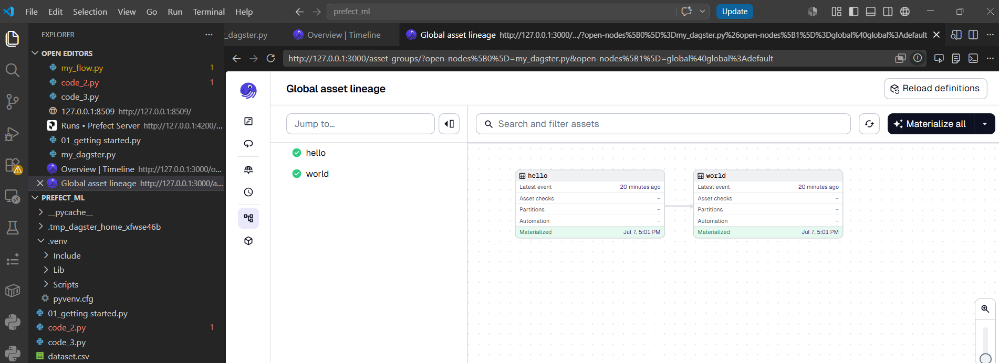 File Edit Selection View Go Run Terminal Help prefect_ml Update
EXPLORER
OPEN EDITORS
my_flow.py 1
code_2.py 1
code_3.py
127.0.0.1:8509 http://127.0.0.1:8509/
Runs • Prefect Server http://127.0.0.1:4200/...
01_getting started.py
my_dagster.py
Overview | Timeline http://127.0.0.1:3000/o...
Global asset lineage http://127.0.0.1:3000/a...
PREFECT_ML
__pycache__
.tmp_dagster_home_xfwse46b
.venv
Include
Lib
Scripts
pyvenv.cfg
01_getting started.py
code_2.py 1
code_3.py
dataset.csv
_dagster.py Overview | Timeline Global asset lineage http://127.0.0.1:3000/.../?open-nodes%5B0%5D%3Dmy_dagster.py%26open-nodes%5B1%5D%3Dglobal%40global%3Adefault
http://127.0.0.1:3000/asset-groups/?open-nodes%5B0%5D=my_dagster.py&open-nodes%5B1%5D=global%40global%3Adefault
Global asset lineage Reload definitions
Jump to… Search and filter assets Materialize all
hello
world
hello
Latest event 20 minutes ago
Asset checks –
Partitions –
Automation –
Materialized Jul 7, 5:01 PM
world
Latest event 20 minutes ago
Asset checks –
Partitions –
Automation –
Materialized Jul 7, 5:01 PM